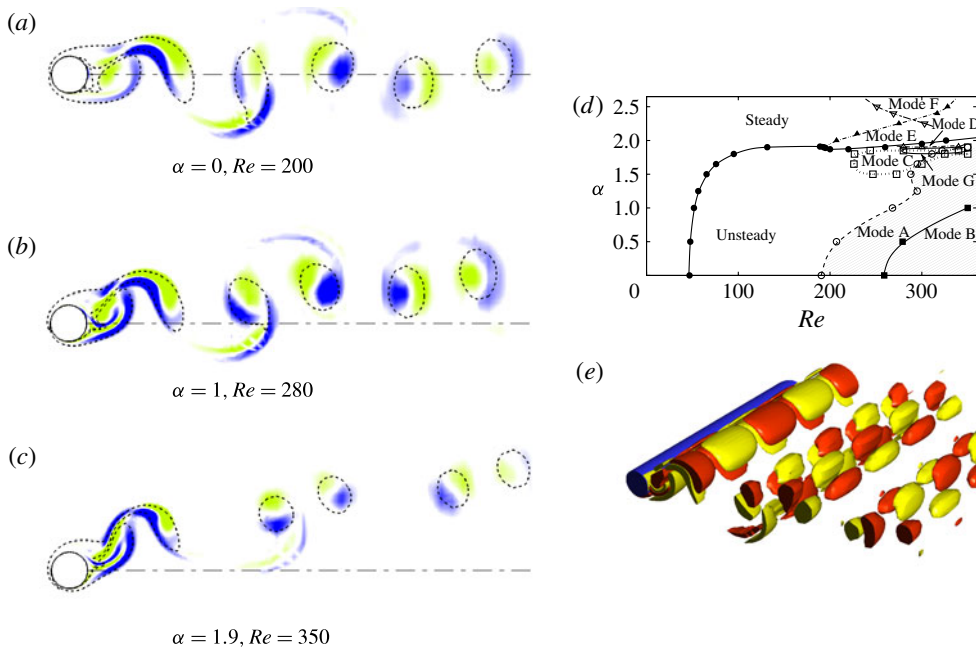 (a)
α = 0, Re = 200
(b)
α = 1, Re = 280
(c)
α = 1.9, Re = 350
(d)
2.5
2.0
1.5
1.0
0.5
α
Steady
Unsteady
Mode F
Mode D
Mode E
Mode C
Mode G
Mode A
Mode B
0
100
200
300
Re
(e)